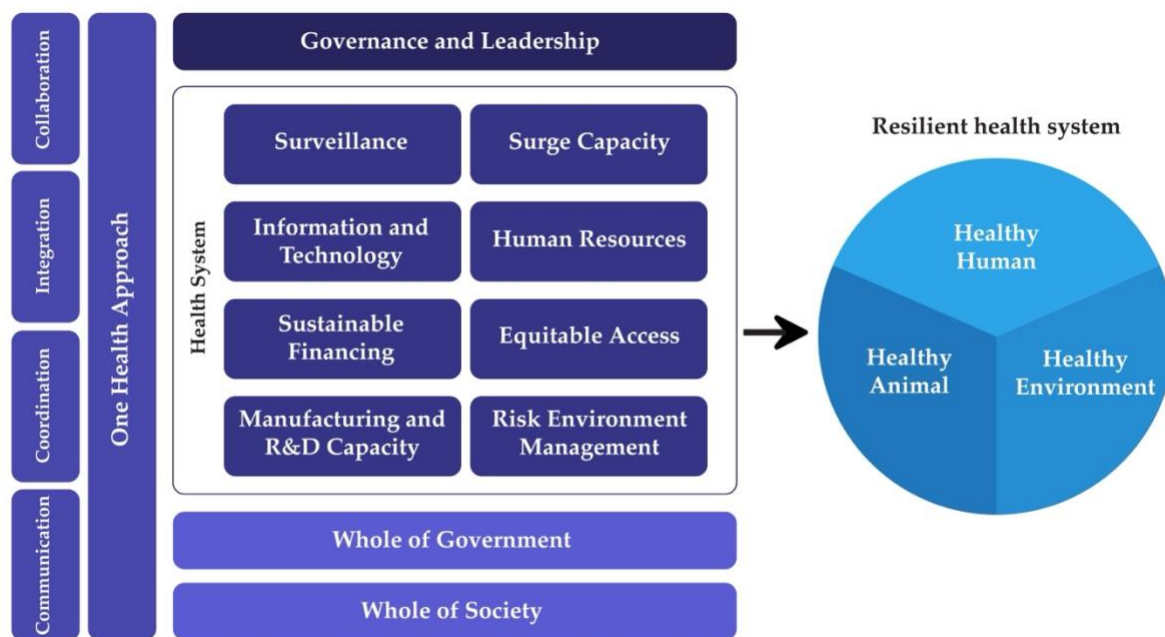 Collaboration
Integration
Coordination
Communication
One Health Approach
Governance and Leadership
Health System
Surveillance
Surge Capacity
Information and
Technology
Human Resources
Sustainable
Financing
Equitable Access
Manufacturing and
R&D Capacity
Risk Environment
Management
Whole of Government
Whole of Society
Resilient health system
Healthy
Human
Healthy
Animal
Healthy
Environment